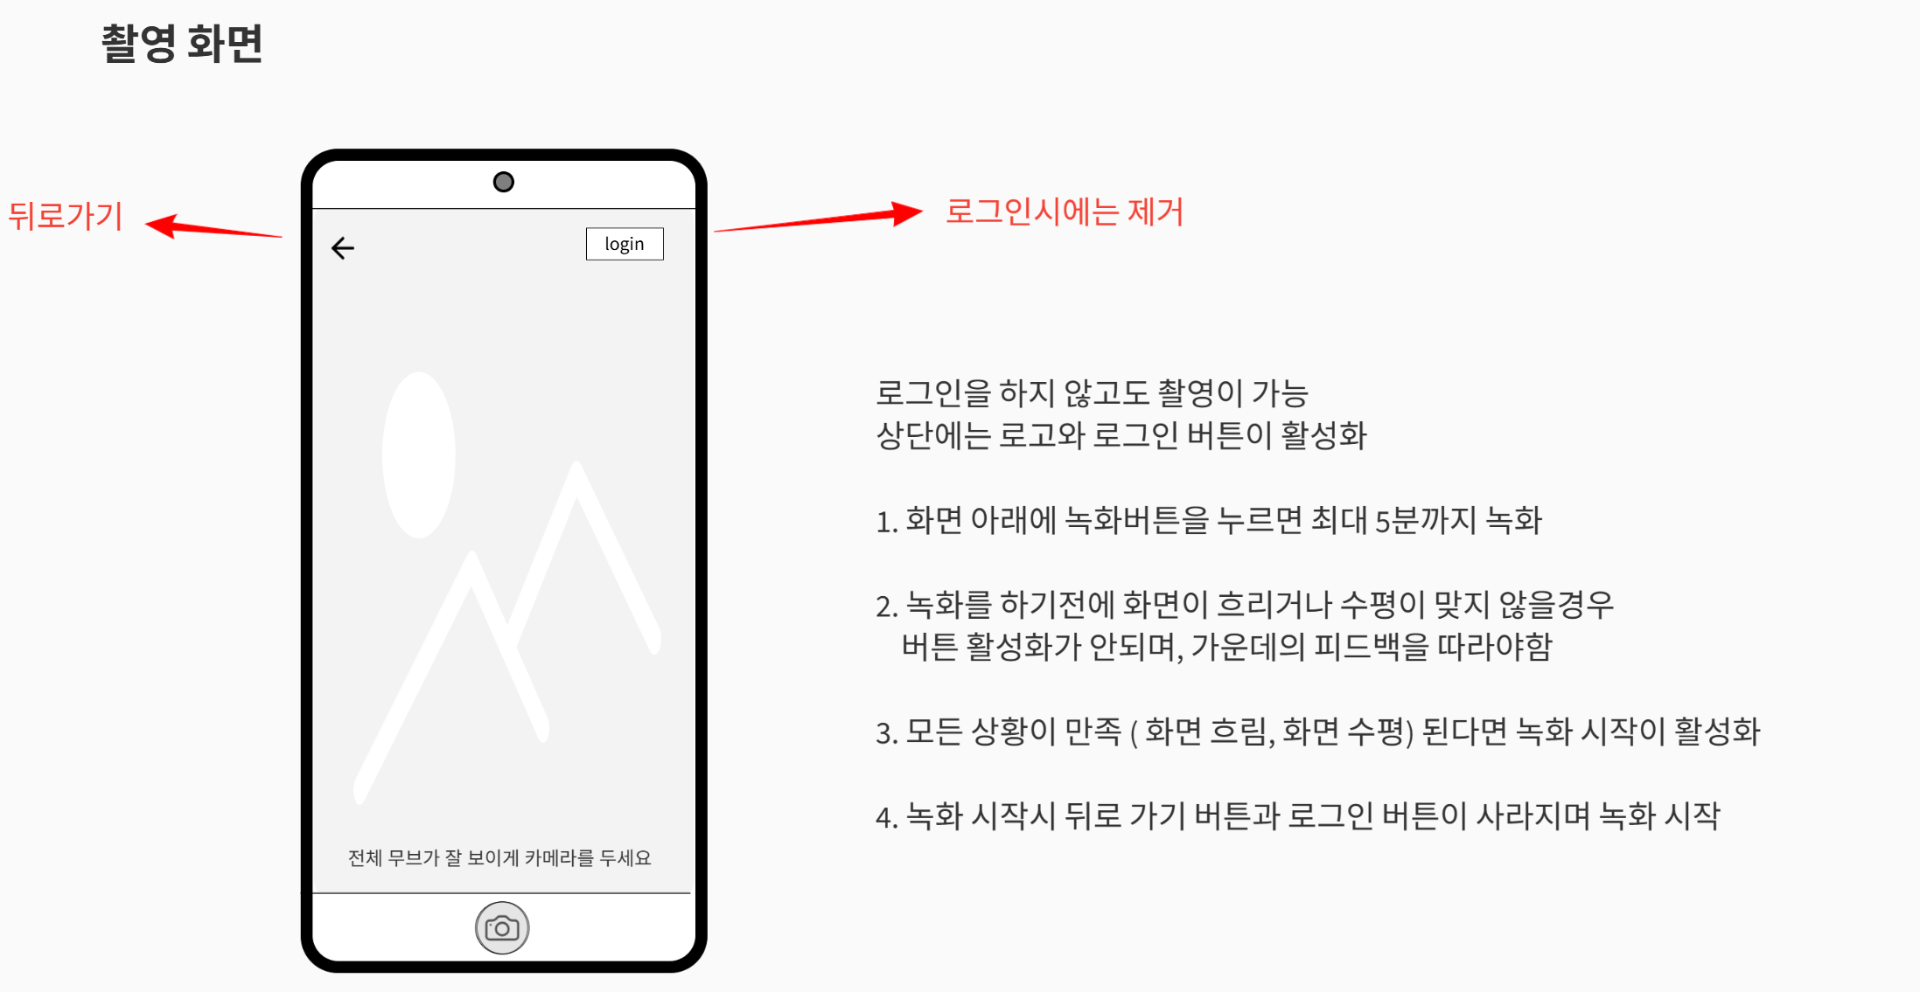 촬영 화면
뒤로가기
로그인시에는 제거
login
로그인을 하지 않고도 촬영이 가능
상단에는 로고와 로그인 버튼이 활성화
1. 화면 아래에 녹화버튼을 누르면 최대 5분까지 녹화
2. 녹화를 하기전에 화면이 흐리거나 수평이 맞지 않을경우
버튼 활성화가 안되며, 가운데의 피드백을 따라야함
3. 모든 상황이 만족 ( 화면 흐림, 화면 수평) 된다면 녹화 시작이 활성화
4. 녹화 시작시 뒤로 가기 버튼과 로그인 버튼이 사라지며 녹화 시작
전체 무브가 잘 보이게 카메라를 두세요